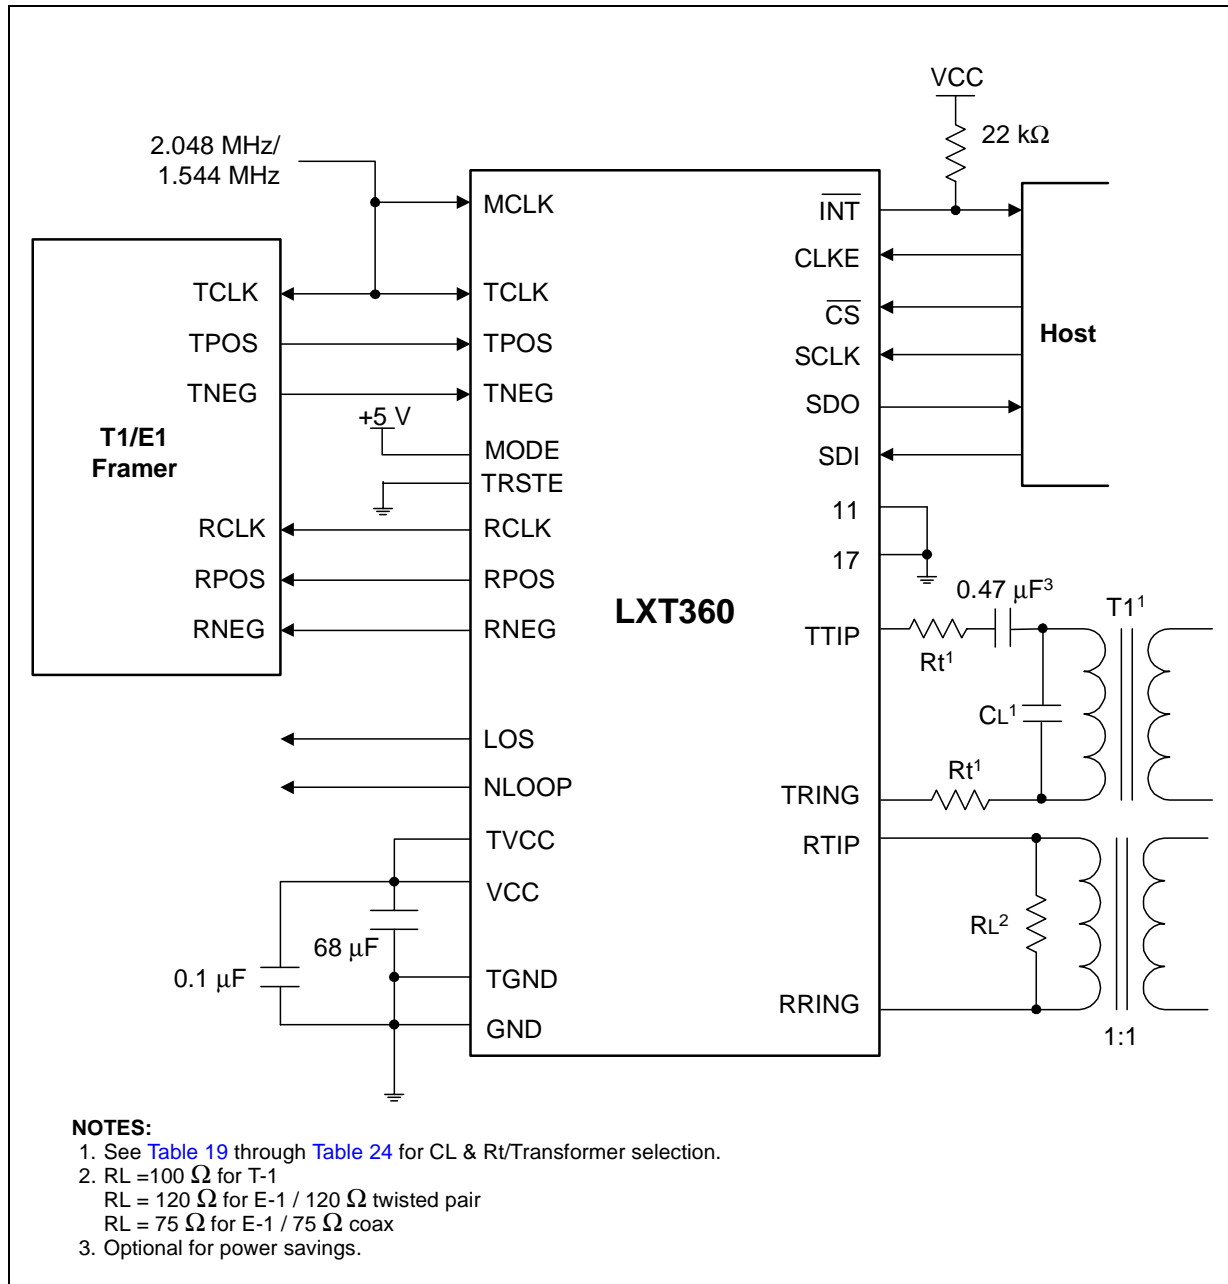 VCC
22 kΩ
2.048 MHz/
1.544 MHz
MCLK
INT
CLKE
TCLK
TCLK
CS
Host
TPOS
TPOS
SCLK
TNEG
TNEG
SDO
+5 V
T1/E1
Framer
MODE
SDI
TRSTE
11
RCLK
RCLK
17
RPOS
RPOS
LXT360
0.47 µF³
T1¹
RNEG
RNEG
TTIP
Rt¹
CL¹
LOS
Rt¹
NLOOP
TRING
TVCC
RTIP
VCC
68 µF
RL²
0.1 µF
TGND
RRING
GND
1:1
NOTES:
1. See Table 19 through Table 24 for CL & Rt/Transformer selection.
2. RL =100 Ω for T-1
RL = 120 Ω for E-1 / 120 Ω twisted pair
RL = 75 Ω for E-1 / 75 Ω coax
3. Optional for power savings.